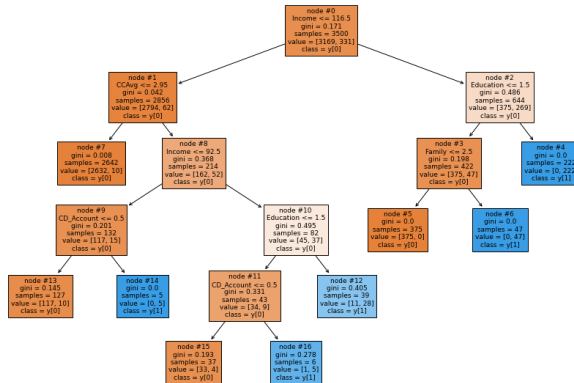 node #0
Income <= 116.5
gini = 0.171
samples = 3500
value = [3169, 331]
class = y[0]
node #1
CCAvg <= 2.95
gini = 0.042
samples = 2856
value = [2794, 62]
class = y[0]
node #2
Education <= 1.5
gini = 0.486
samples = 644
value = [375, 269]
class = y[0]
node #7
gini = 0.008
samples = 2642
value = [2632, 10]
class = y[0]
node #8
Income <= 92.5
gini = 0.368
samples = 214
value = [162, 52]
class = y[0]
node #3
Family <= 2.5
gini = 0.198
samples = 422
value = [375, 47]
class = y[0]
node #4
gini = 0.0
samples = 222
value = [0, 222]
class = y[1]
node #9
CD_Account <= 0.5
gini = 0.201
samples = 132
value = [117, 15]
class = y[0]
node #10
Education <= 1.5
gini = 0.495
samples = 82
value = [45, 37]
class = y[0]
node #5
gini = 0.0
samples = 375
value = [375, 0]
class = y[0]
node #6
gini = 0.0
samples = 47
value = [0, 47]
class = y[1]
node #13
gini = 0.145
samples = 127
value = [117, 10]
class = y[0]
node #14
gini = 0.0
samples = 5
value = [0, 5]
class = y[1]
node #11
CD_Account <= 0.5
gini = 0.331
samples = 43
value = [34, 9]
class = y[0]
node #12
gini = 0.405
samples = 39
value = [11, 28]
class = y[1]
node #15
gini = 0.193
samples = 37
value = [33, 4]
class = y[0]
node #16
gini = 0.278
samples = 6
value = [1, 5]
class = y[1]